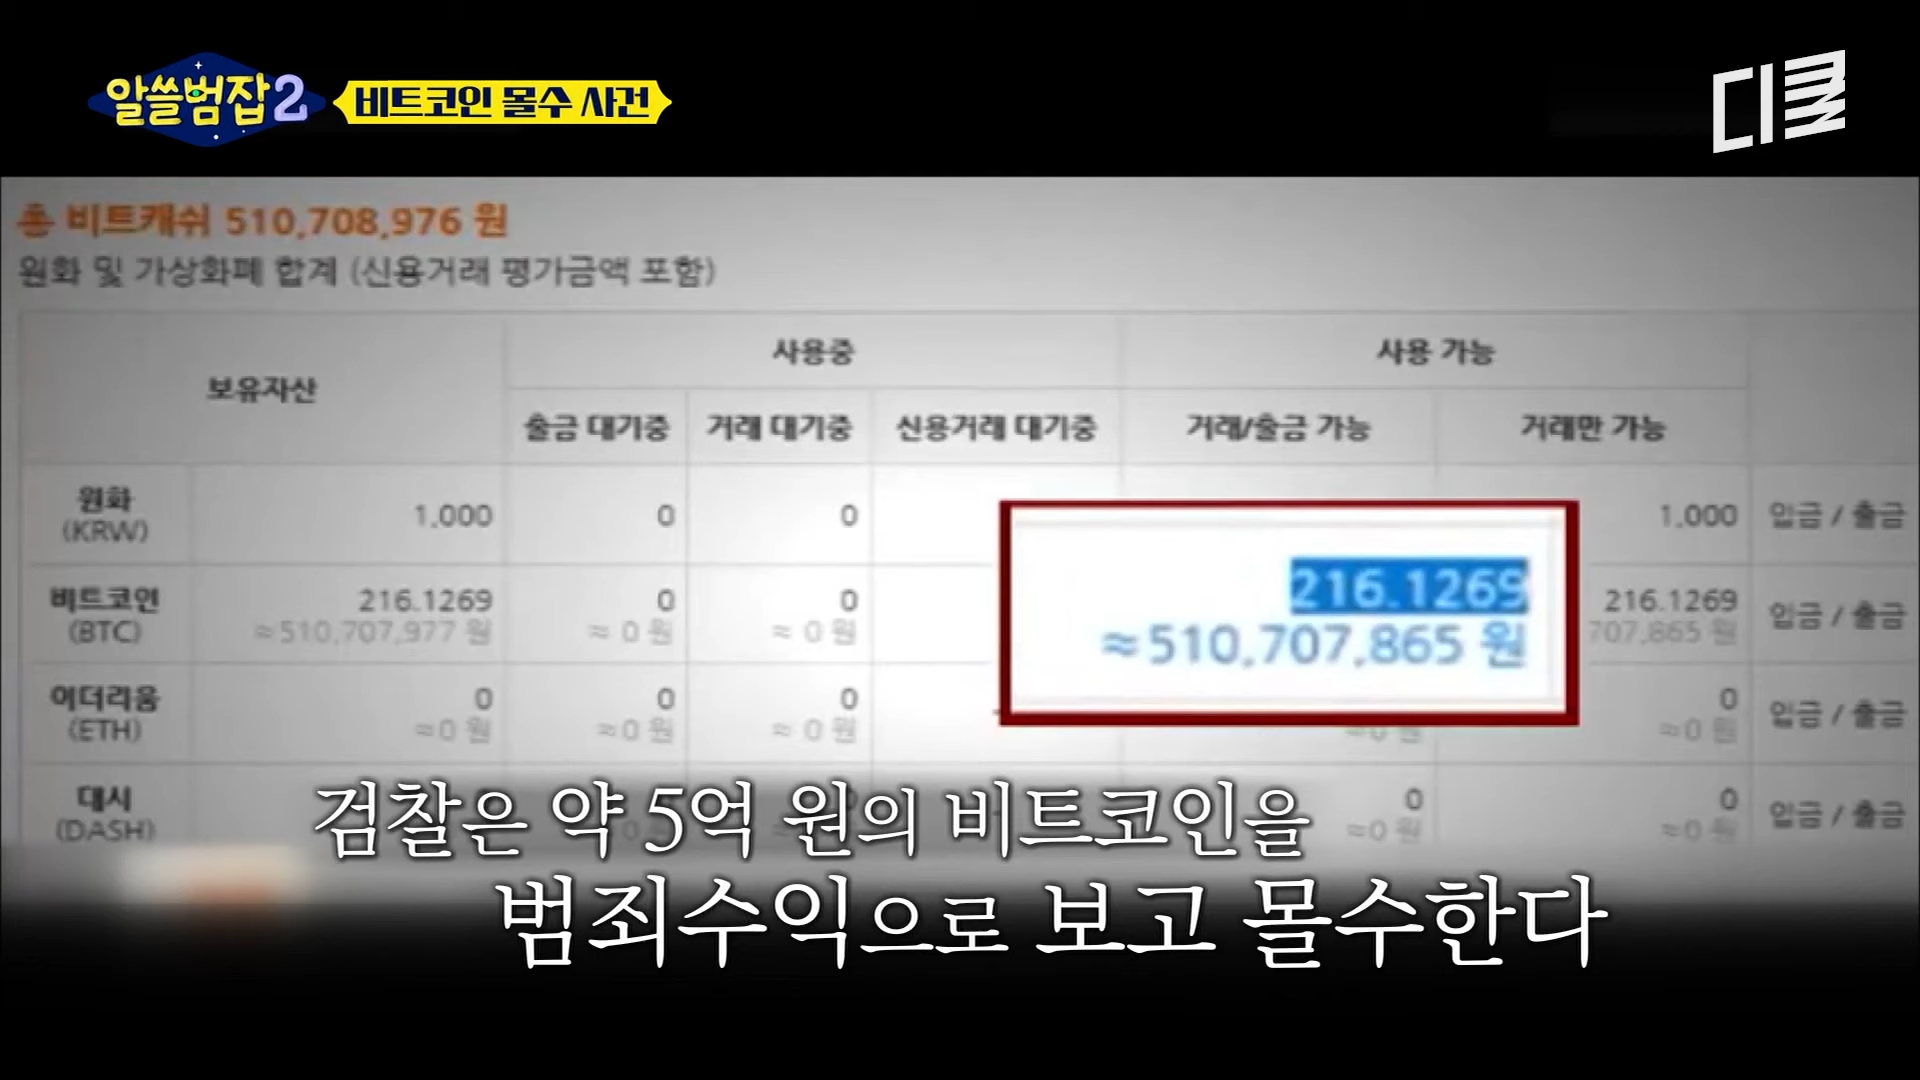 알쓸범잡2
비트코인 몰수 사건
디클
총 비트캐쉬 510,708,976 원
원화 및 가상화폐 합계 (신용거래 평가금액 포함)
보유자산 사용중 사용 가능
출금 대기중 거래 대기중 신용거래 대기중 거래/출금 가능 거래만 가능
원화 (KRW) 1,000 0 0 1,000 입금 / 출금
비트코인 (BTC) 216.1269 0 0 216.1269 216.1269 입금 / 출금
≈510,707,977 원 ≈ 0 원 ≈ 0 원 ≈510,707,865 원 707,865 원
이더리움 (ETH) 0 0 0 0 입금 / 출금
≈0 원 ≈0 원 ≈ 0 원 ≈0 원 ≈0 원
대시 (DASH) 0 0 입금 / 출금
≈0 원 ≈0 원
검찰은 약 5억 원의 비트코인을
범죄수익으로 보고 몰수한다